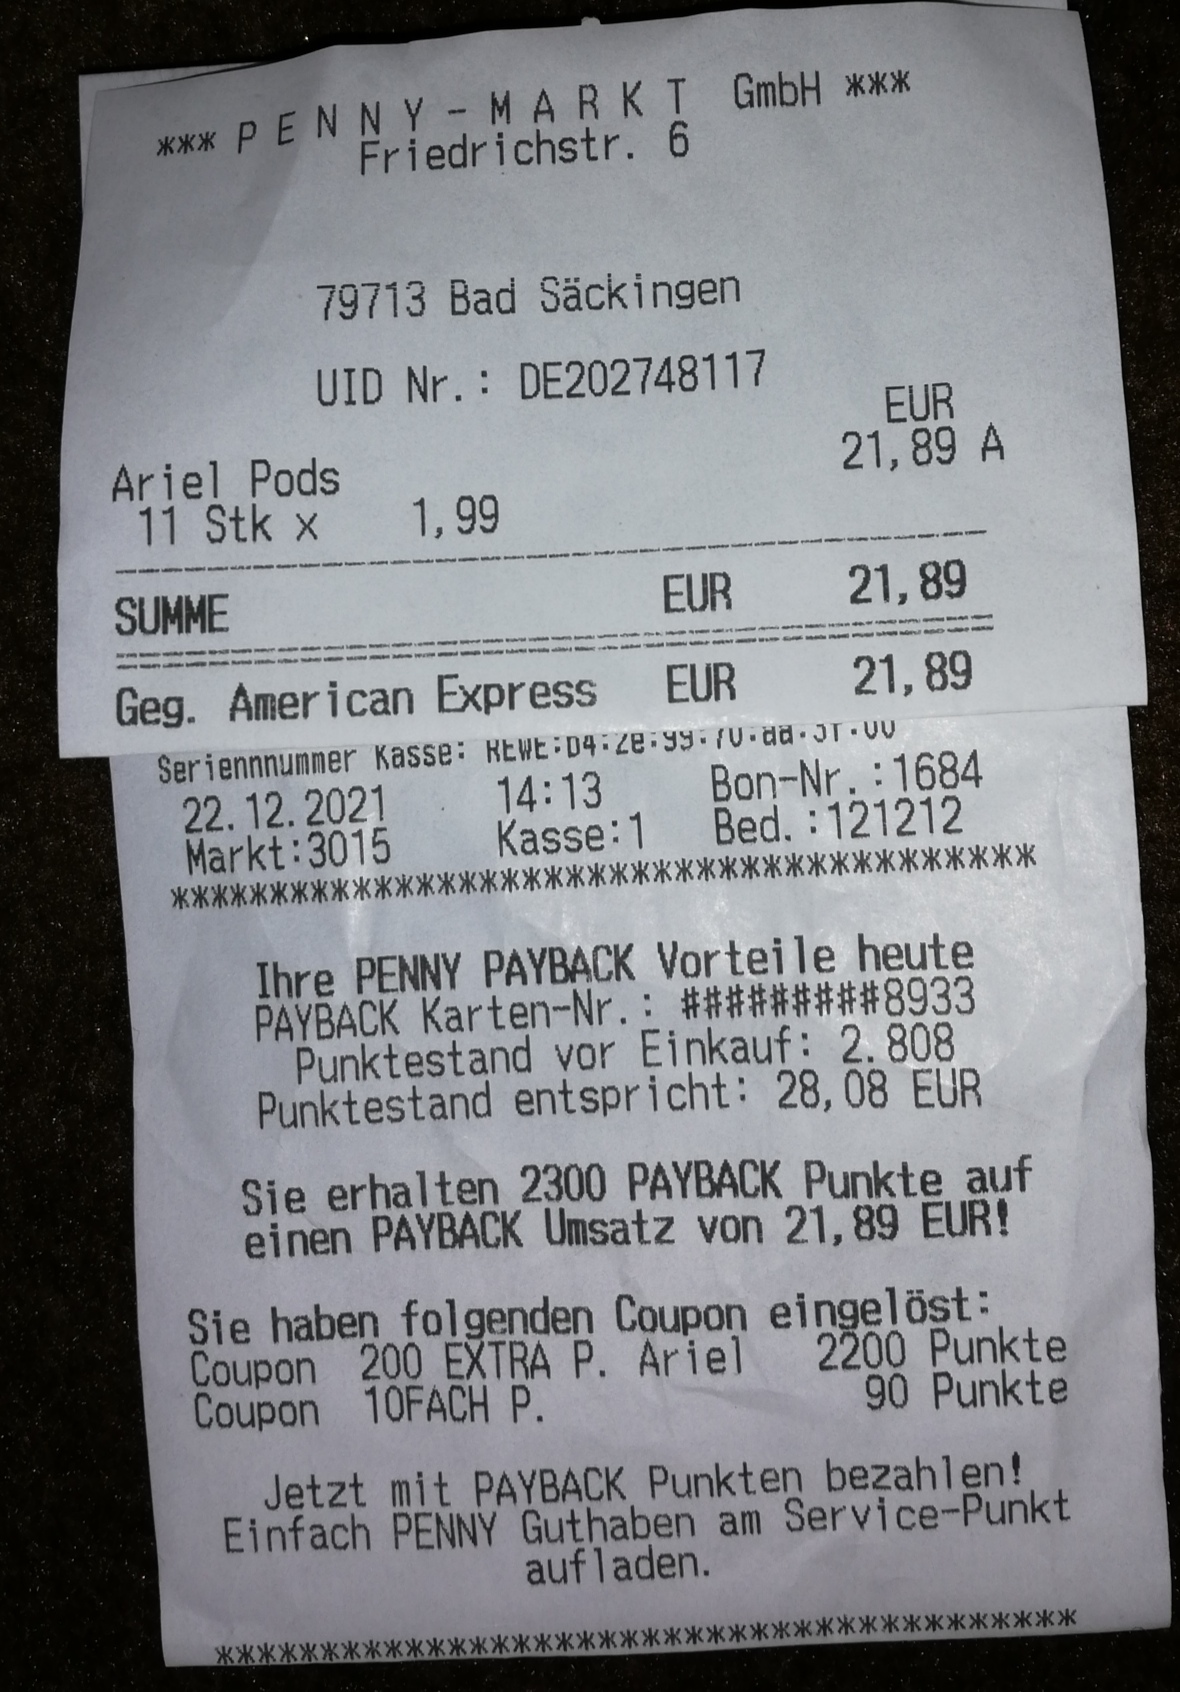 *** P E N N Y - M A R K T GmbH ***
Friedrichstr. 6
79713 Bad Säckingen
UID Nr.: DE202748117
EUR
Ariel Pods 21,89 A
11 Stk x 1,99
SUMME EUR 21,89
Geg. American Express EUR 21,89
Seriennnummer Kasse:
22.12.2021 14:13 Bon-Nr.:1684
Markt:3015 Kasse:1 Bed.:121212
****************************************
Ihre PENNY PAYBACK Vorteile heute
PAYBACK Karten-Nr.: #########8933
Punktestand vor Einkauf: 2.808
Punktestand entspricht: 28,08 EUR
Sie erhalten 2300 PAYBACK Punkte auf
einen PAYBACK Umsatz von 21,89 EUR!
Sie haben folgenden Coupon eingelöst:
Coupon 200 EXTRA P. Ariel 2200 Punkte
Coupon 10FACH P. 90 Punkte
Jetzt mit PAYBACK Punkten bezahlen!
Einfach PENNY Guthaben am Service-Punkt
aufladen.
****************************************